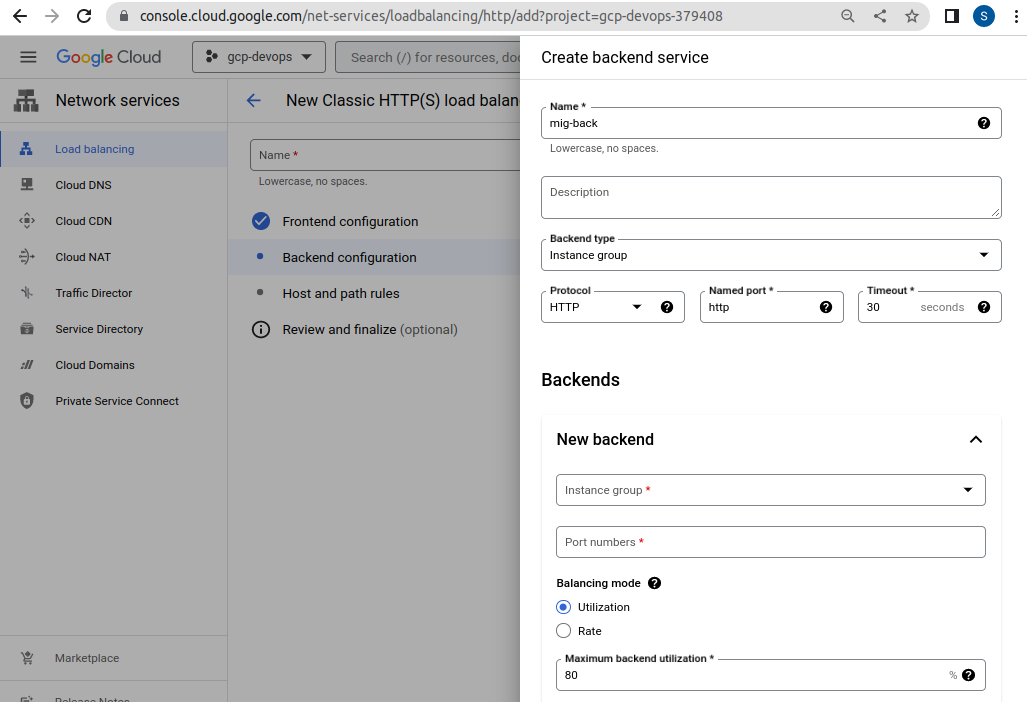 console.cloud.google.com/net-services/loadbalancing/http/add?project=gcp-devops-379408
S
Google Cloud
gcp-devops
Search (/) for resources, doc
Network services
Load balancing
Cloud DNS
Cloud CDN
Cloud NAT
Traffic Director
Service Directory
Cloud Domains
Private Service Connect
Marketplace
Release Notes
New Classic HTTP(S) load balan
Name *
Lowercase, no spaces.
Frontend configuration
Backend configuration
Host and path rules
Review and finalize (optional)
Create backend service
Name *
mig-back
Lowercase, no spaces.
Description
Backend type
Instance group
Protocol
HTTP
Named port *
http
Timeout *
30 seconds
Backends
New backend
Instance group *
Port numbers *
Balancing mode
Utilization
Rate
Maximum backend utilization *
80 %